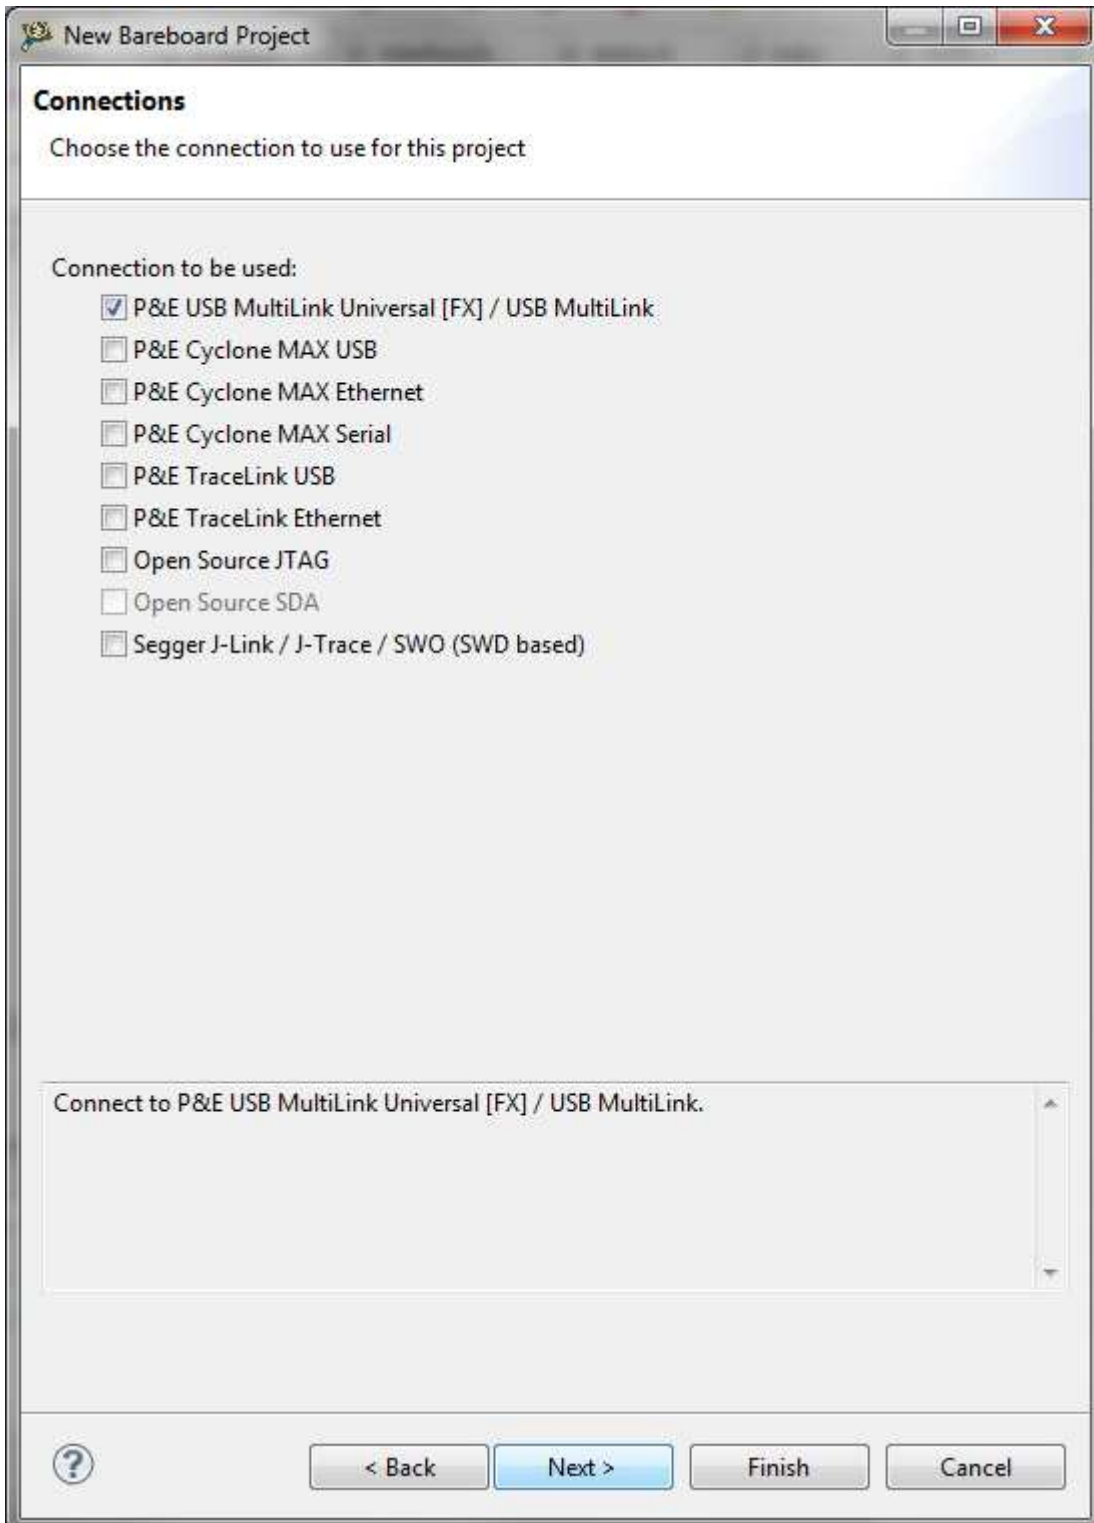 New Bareboard Project
Connections
Choose the connection to use for this project
Connection to be used:
P&E USB MultiLink Universal [FX] / USB MultiLink
P&E Cyclone MAX USB
P&E Cyclone MAX Ethernet
P&E Cyclone MAX Serial
P&E TraceLink USB
P&E TraceLink Ethernet
Open Source JTAG
Open Source SDA
Segger J-Link / J-Trace / SWO (SWD based)
Connect to P&E USB MultiLink Universal [FX] / USB MultiLink.
? < Back Next > Finish Cancel